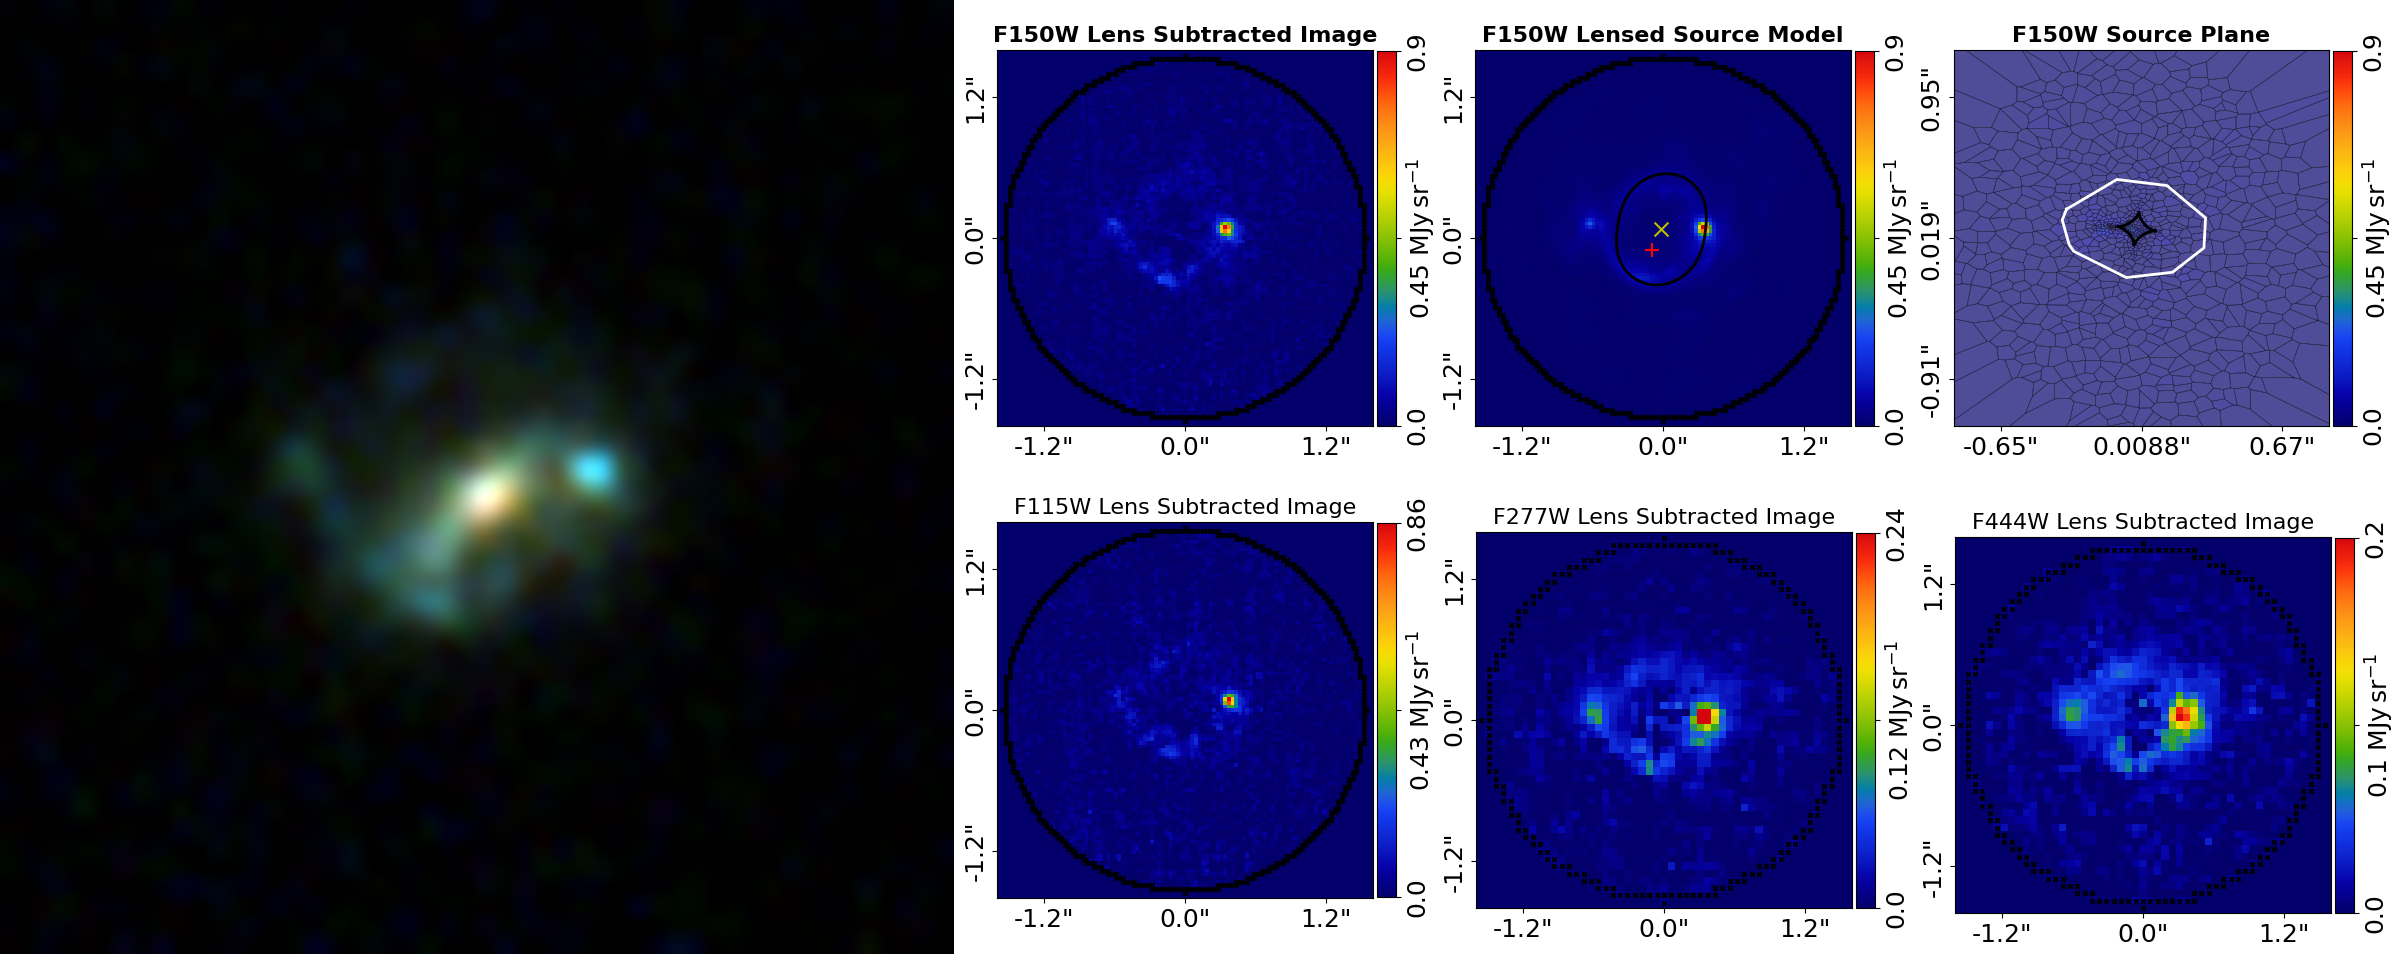 F150W Lens Subtracted Image
1.2"
0.0"
-1.2"
-1.2" 0.0" 1.2"
0.9
0.45 MJy sr⁻¹
0.0
F150W Lensed Source Model
1.2"
0.0"
-1.2"
-1.2" 0.0" 1.2"
0.9
0.45 MJy sr⁻¹
0.0
F150W Source Plane
0.95"
0.019"
-0.91"
-0.65" 0.0088" 0.67"
0.9
0.45 MJy sr⁻¹
0.0
F115W Lens Subtracted Image
1.2"
0.0"
-1.2"
-1.2" 0.0" 1.2"
0.86
0.43 MJy sr⁻¹
0.0
F277W Lens Subtracted Image
1.2"
0.0"
-1.2"
-1.2" 0.0" 1.2"
0.24
0.12 MJy sr⁻¹
0.0
F444W Lens Subtracted Image
1.2"
0.0"
-1.2"
-1.2" 0.0" 1.2"
0.2
0.1 MJy sr⁻¹
0.0